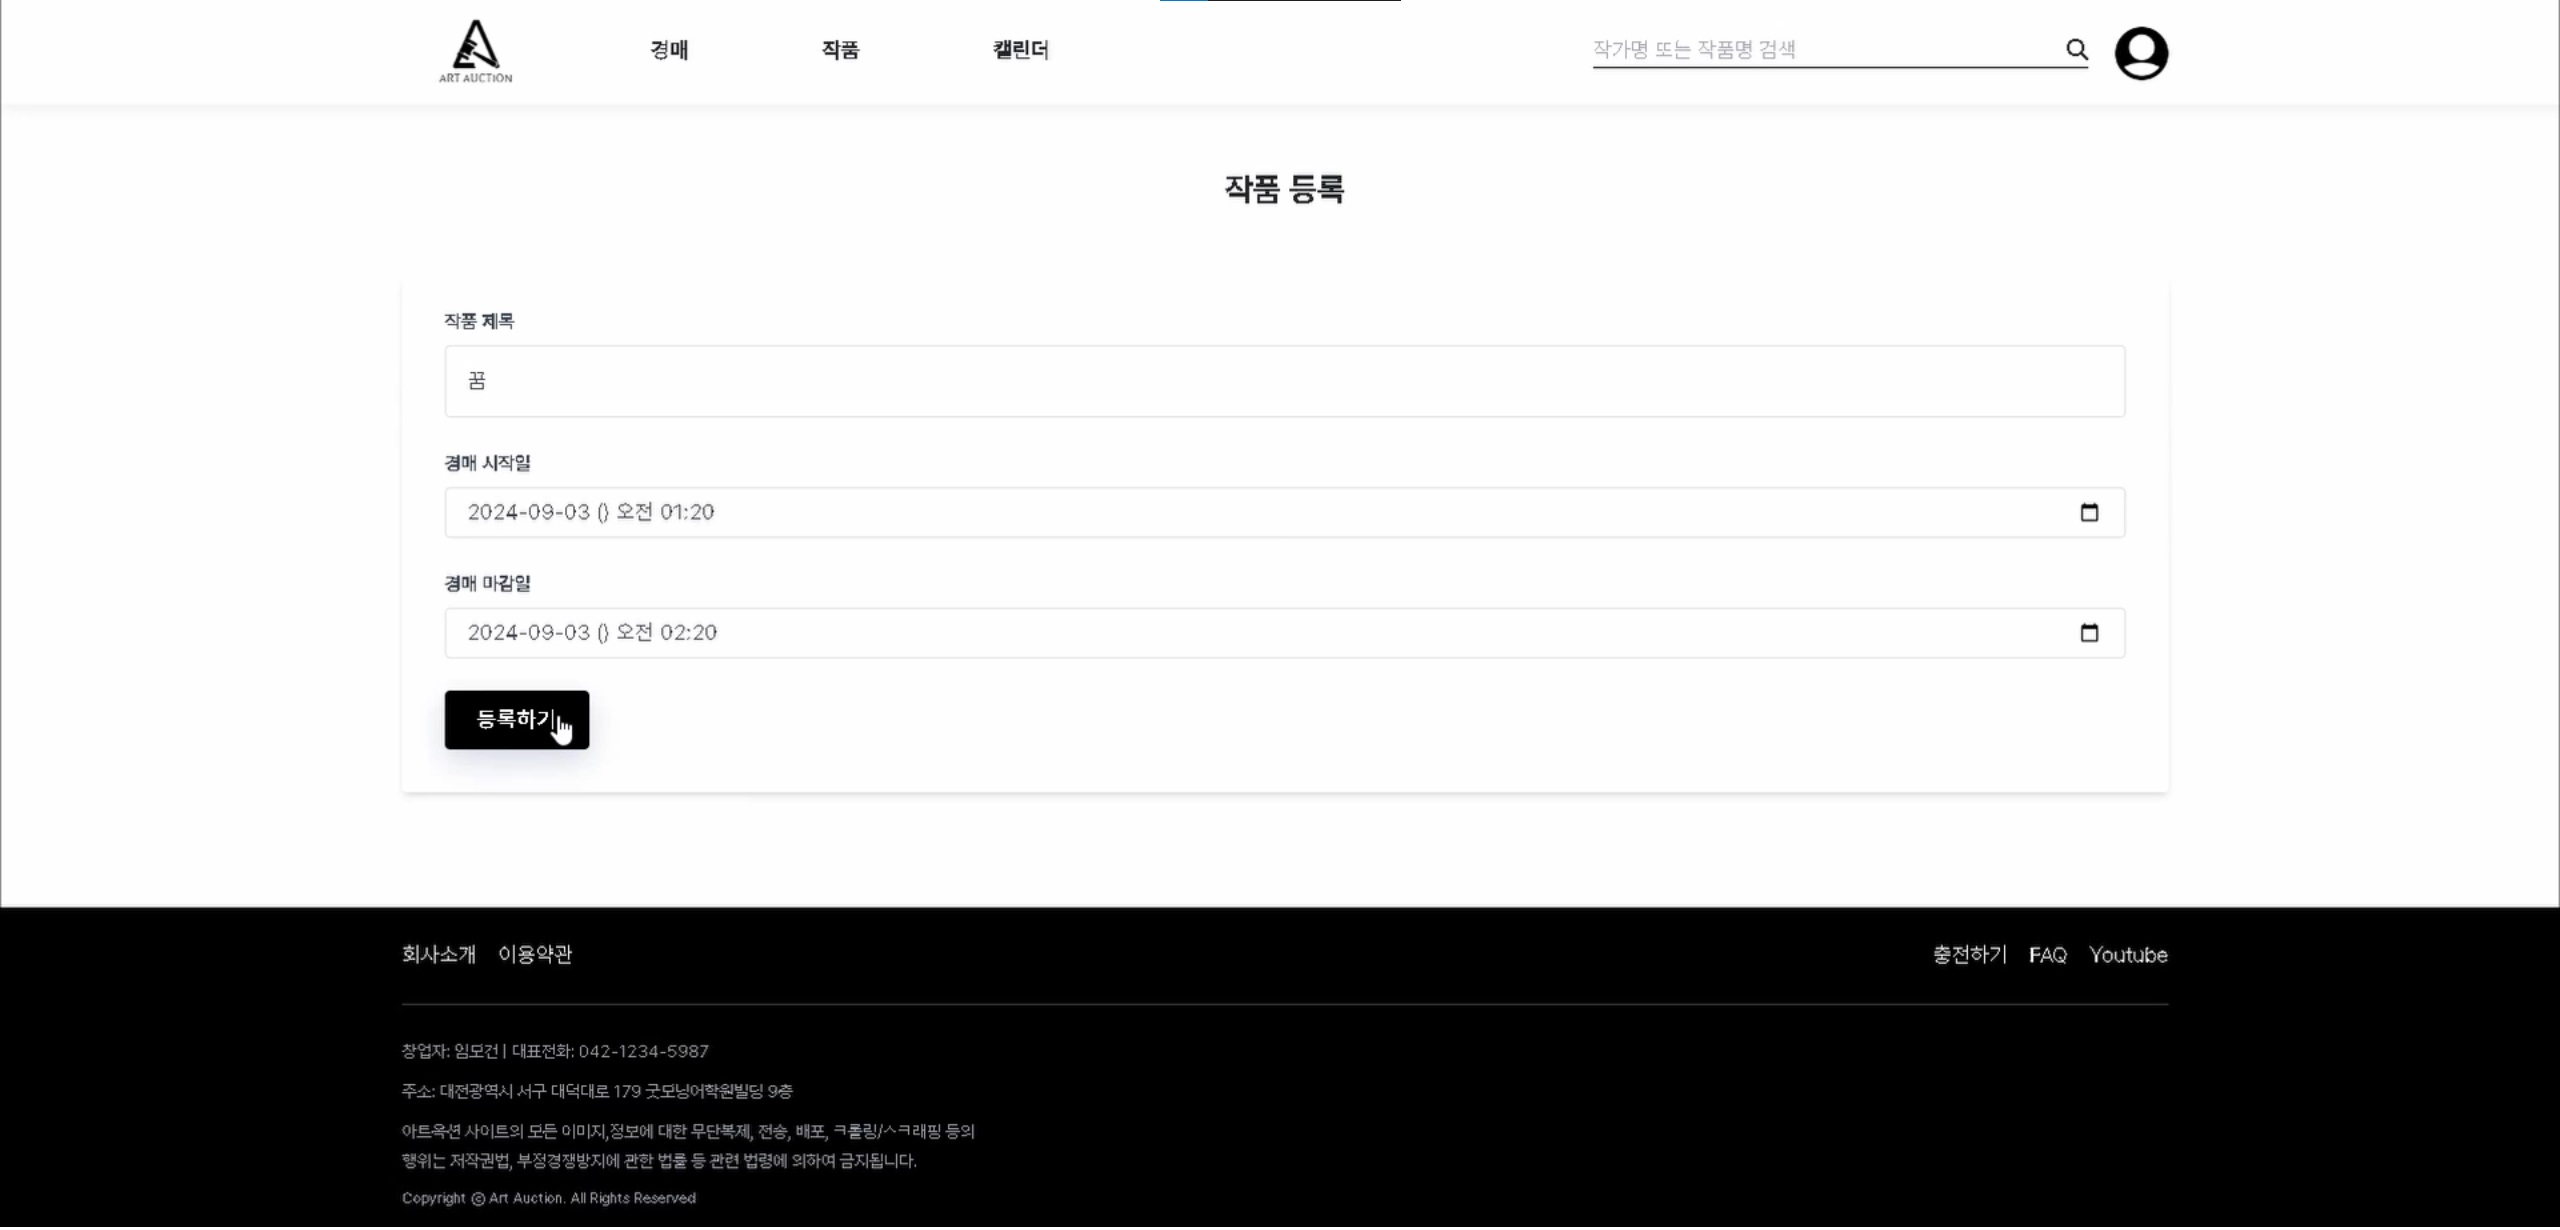 ART AUCTION
경매
작품
캘린더
작가명 또는 작품명 검색
작품 등록
작품 제목
꿈
경매 시작일
2024-09-03 () 오전 01:20
경매 마감일
2024-09-03 () 오전 02:20
등록하기
회사소개 이용약관
충전하기 FAQ Youtube
창업자: 임모건 | 대표전화: 042-1234-5987
주소: 대전광역시 서구 대덕대로 179 굿모닝어학원빌딩 9층
아트옥션 사이트의 모든 이미지,정보에 대한 무단복제, 전송, 배포, 크롤링/스크래핑 등의
행위는 저작권법, 부정경쟁방지에 관한 법률 등 관련 법령에 의하여 금지됩니다.
Copyright ⓒ Art Auction. All Rights Reserved